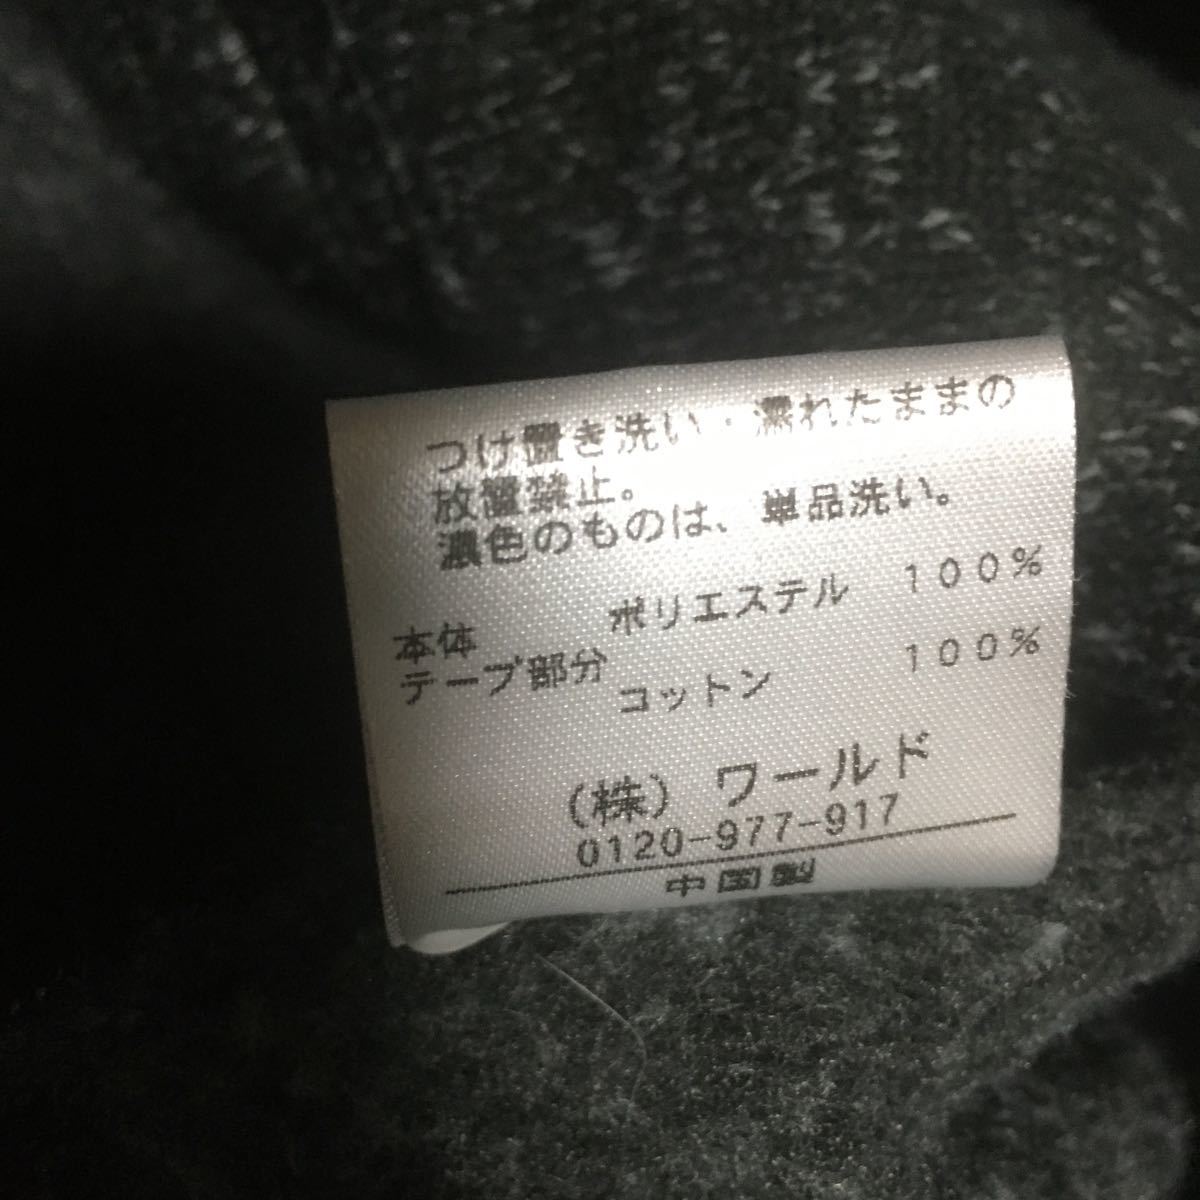 つけ置き洗い・濡れたままの
放置禁止。
濃色のものは、単品洗い。
本体 ポリエステル 100%
テープ部分 コットン 100%
(株) ワールド
0120-977-917
中国製